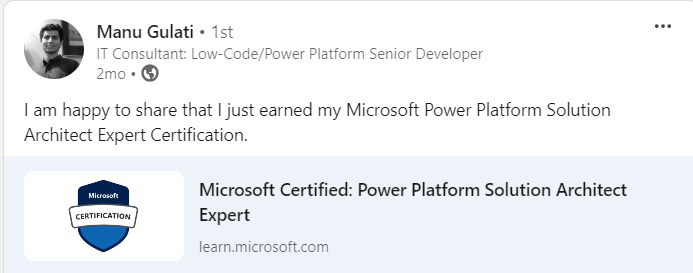 Manu Gulati • 1st
IT Consultant: Low-Code/Power Platform Senior Developer
2mo •
I am happy to share that I just earned my Microsoft Power Platform Solution
Architect Expert Certification.
Microsoft
CERTIFICATION
Microsoft Certified: Power Platform Solution Architect
Expert
learn.microsoft.com